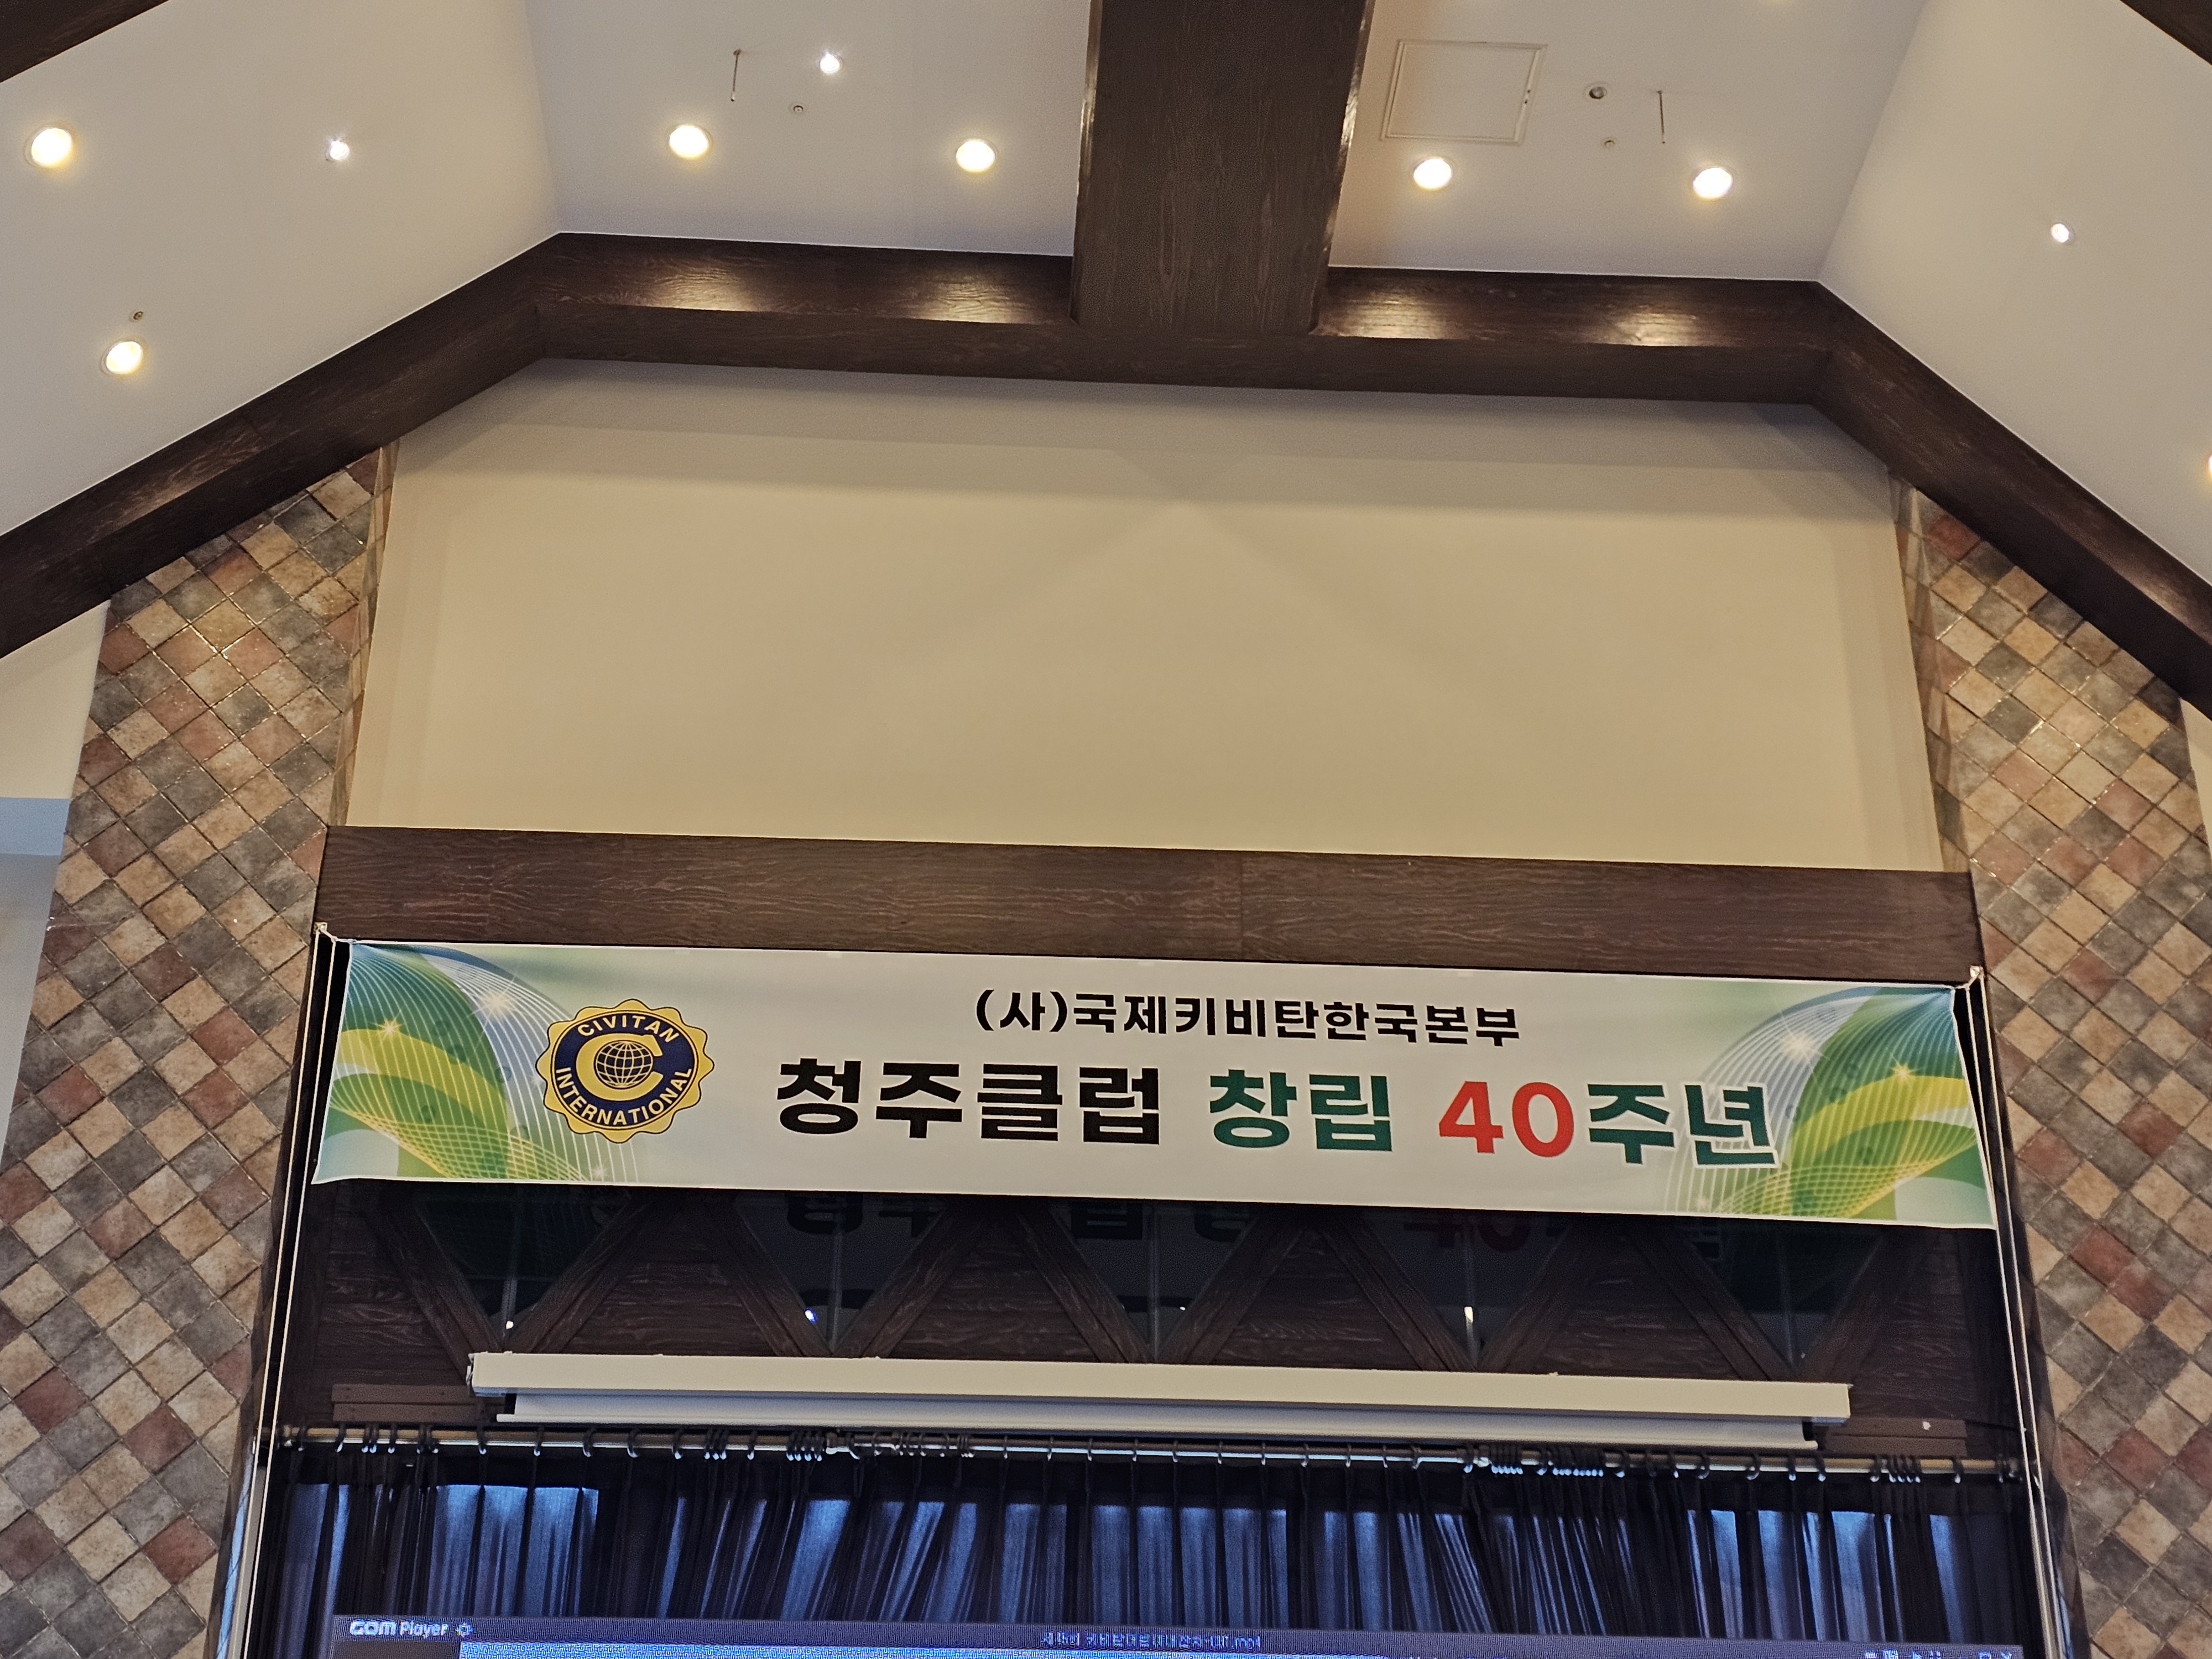 (사)국제키비탄한국본부
CIVITAN
INTERNATIONAL
청주클럽 창립 40주년
GOM Player